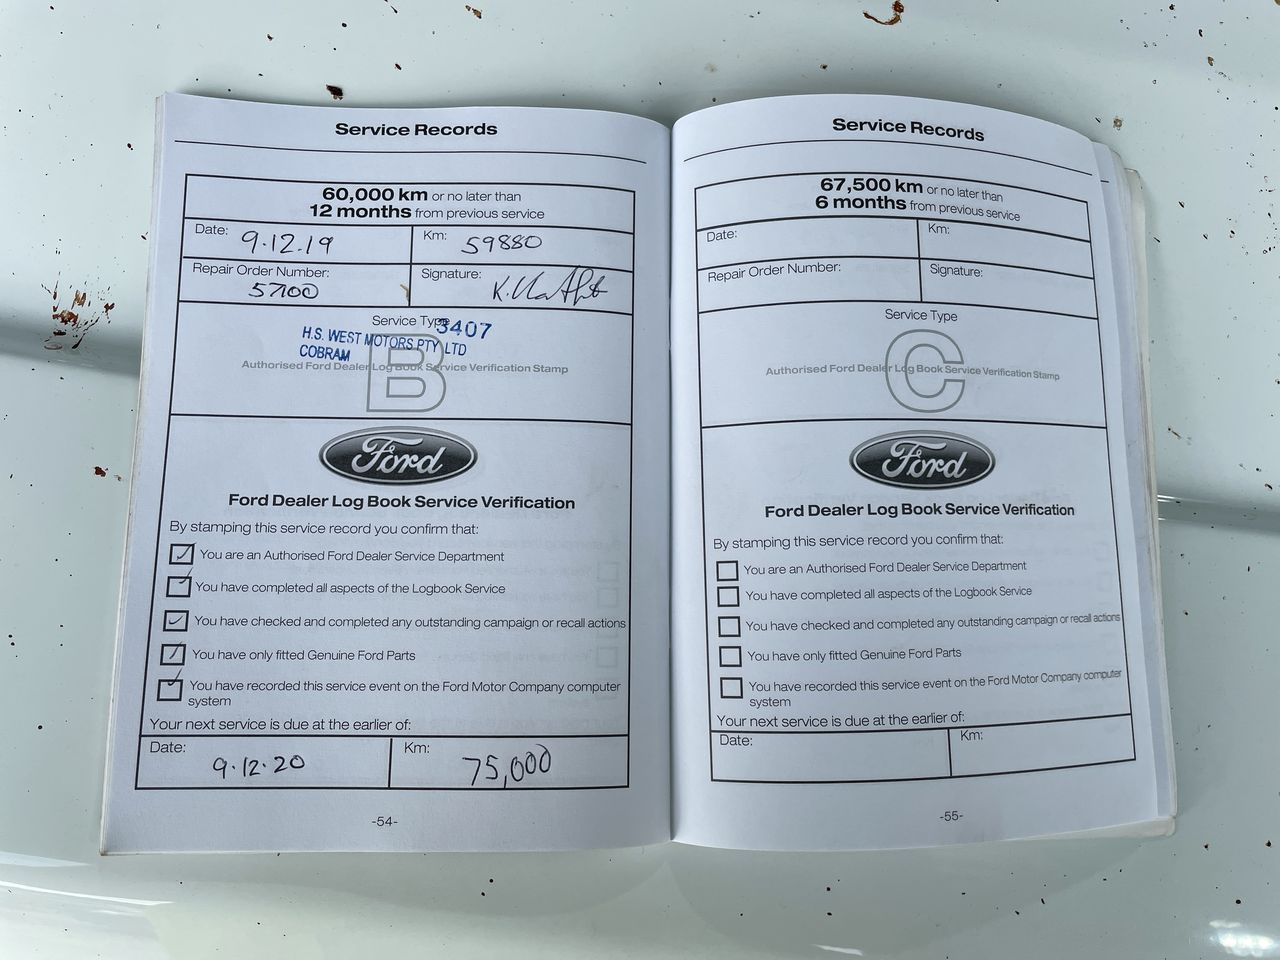 Service Records
60,000 km or no later than
12 months from previous service
Date: 9.12.19
Km: 59880
Repair Order Number: 57100
Signature:
Service Type
3407
H.S. WEST MOTORS PTY LTD
COBRAM
Authorised Ford Dealer Log Book Service Verification Stamp
B
Ford
Ford Dealer Log Book Service Verification
By stamping this service record you confirm that:
You are an Authorised Ford Dealer Service Department
You have completed all aspects of the Logbook Service
You have checked and completed any outstanding campaign or recall actions
You have only fitted Genuine Ford Parts
You have recorded this service event on the Ford Motor Company computer
system
Your next service is due at the earlier of:
Date: 9.12.20
Km: 75,000
-54-
Service Records
67,500 km or no later than
6 months from previous service
Date:
Km:
Repair Order Number:
Signature:
Service Type
Authorised Ford Dealer Log Book Service Verification Stamp
C
Ford
Ford Dealer Log Book Service Verification
By stamping this service record you confirm that:
You are an Authorised Ford Dealer Service Department
You have completed all aspects of the Logbook Service
You have checked and completed any outstanding campaign or recall actions
You have only fitted Genuine Ford Parts
You have recorded this service event on the Ford Motor Company computer
system
Your next service is due at the earlier of:
Date:
Km:
-55-